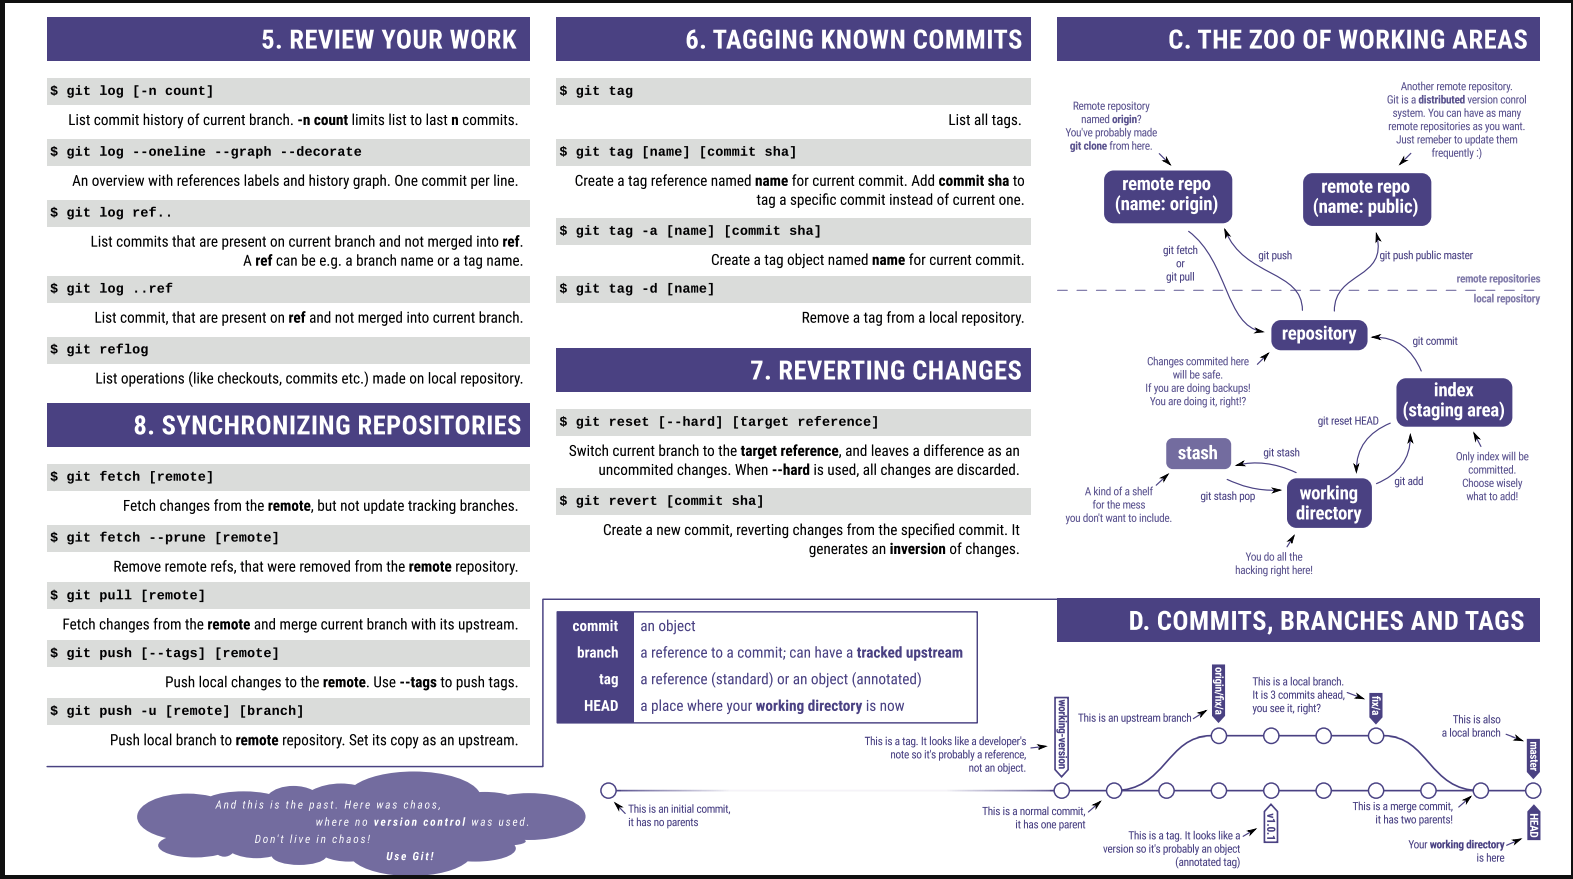 5. REVIEW YOUR WORK
$ git log [-n count]
List commit history of current branch. -n count limits list to last n commits.
$ git log --oneline --graph --decorate
An overview with references labels and history graph. One commit per line.
$ git log ref..
List commits that are present on current branch and not merged into ref.
A ref can be e.g. a branch name or a tag name.
$ git log ..ref
List commit, that are present on ref and not merged into current branch.
$ git reflog
List operations (like checkouts, commits etc.) made on local repository.
8. SYNCHRONIZING REPOSITORIES
$ git fetch [remote]
Fetch changes from the remote, but not update tracking branches.
$ git fetch --prune [remote]
Remove remote refs, that were removed from the remote repository.
$ git pull [remote]
Fetch changes from the remote and merge current branch with its upstream.
$ git push [--tags] [remote]
Push local changes to the remote. Use --tags to push tags.
$ git push -u [remote] [branch]
Push local branch to remote repository. Set its copy as an upstream.
And this is the past. Here was chaos,
where no version control was used.
Don't live in chaos!
Use Git!
6. TAGGING KNOWN COMMITS
$ git tag
List all tags.
$ git tag [name] [commit sha]
Create a tag reference named name for current commit. Add commit sha to
tag a specific commit instead of current one.
$ git tag -a [name] [commit sha]
Create a tag object named name for current commit.
$ git tag -d [name]
Remove a tag from a local repository.
7. REVERTING CHANGES
$ git reset [--hard] [target reference]
Switch current branch to the target reference, and leaves a difference as an
uncommited changes. When --hard is used, all changes are discarded.
$ git revert [commit sha]
Create a new commit, reverting changes from the specified commit. It
generates an inversion of changes.
C. THE ZOO OF WORKING AREAS
Remote repository
named origin?
You've probably made
git clone from here.
Another remote repository.
Git is a distributed version conrol
system. You can have as many
remote repositories as you want.
Just remeber to update them
frequently :)
remote repo
(name: origin)
remote repo
(name: public)
git fetch
or
git pull
git push
git push public master
remote repositories
local repository
repository
git commit
Changes commited here
will be safe.
If you are doing backups!
You are doing it, right!?
index
(staging area)
git reset HEAD
stash
git stash
git stash pop
git add
Only index will be
committed.
Choose wisely
what to add!
A kind of a shelf
for the mess
you don't want to include.
working
directory
You do all the
hacking right here!
D. COMMITS, BRANCHES AND TAGS
commit an object
branch a reference to a commit; can have a tracked upstream
tag a reference (standard) or an object (annotated)
HEAD a place where your working directory is now
This is an initial commit,
it has no parents
This is a tag. It looks like a developer's
note so it's probably a reference,
not an object.
working-version
This is an upstream branch
origin/fix/a
This is a local branch.
It is 3 commits ahead,
you see it, right?
fix/a
This is also
a local branch
master
This is a normal commit,
it has one parent
This is a tag. It looks like a
version so it's probably an object
(annotated tag)
v1.0.1
This is a merge commit,
it has two parents!
Your working directory
is here
HEAD